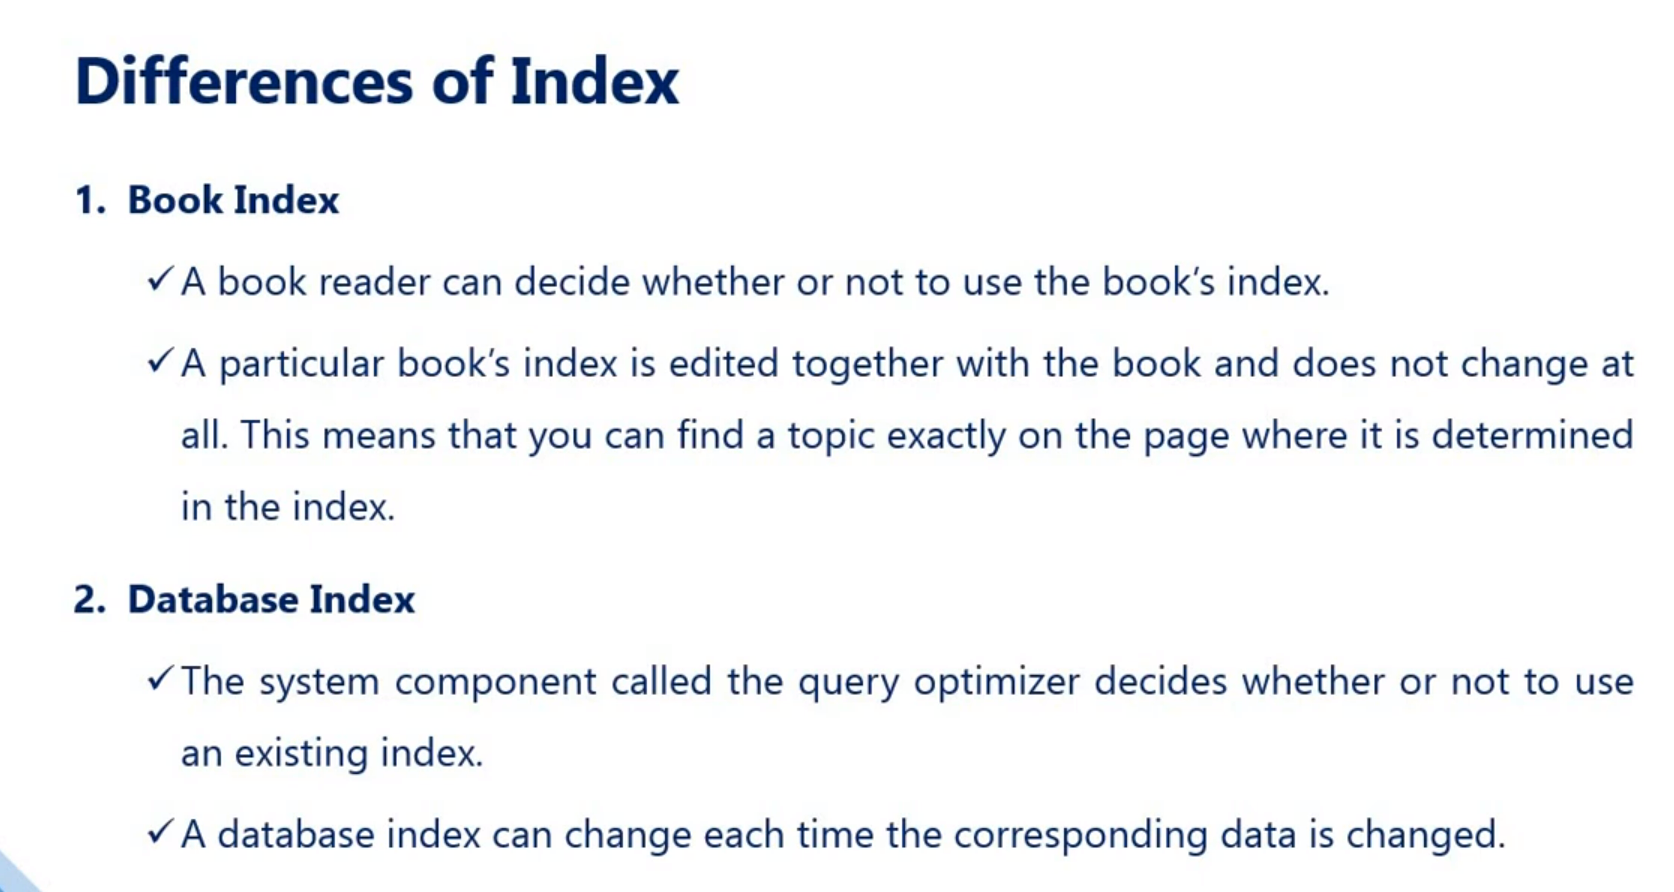 Differences of Index
1. Book Index
✓ A book reader can decide whether or not to use the book’s index.
✓ A particular book’s index is edited together with the book and does not change at
all. This means that you can find a topic exactly on the page where it is determined
in the index.
2. Database Index
✓ The system component called the query optimizer decides whether or not to use
an existing index.
✓ A database index can change each time the corresponding data is changed.